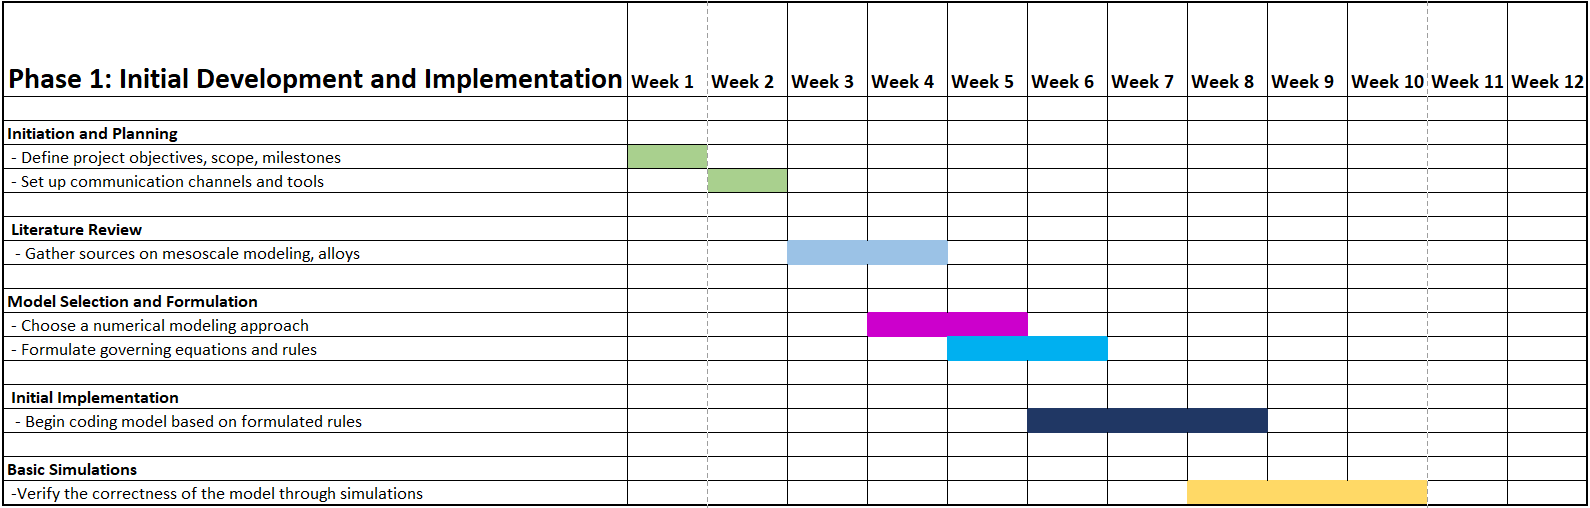 Phase 1: Initial Development and Implementation Week 1 Week 2 Week 3 Week 4 Week 5 Week 6 Week 7 Week 8 Week 9 Week 10 Week 11 Week 12
Initiation and Planning
- Define project objectives, scope, milestones
- Set up communication channels and tools
Literature Review
- Gather sources on mesoscale modeling, alloys
Model Selection and Formulation
- Choose a numerical modeling approach
- Formulate governing equations and rules
Initial Implementation
- Begin coding model based on formulated rules
Basic Simulations
-Verify the correctness of the model through simulations